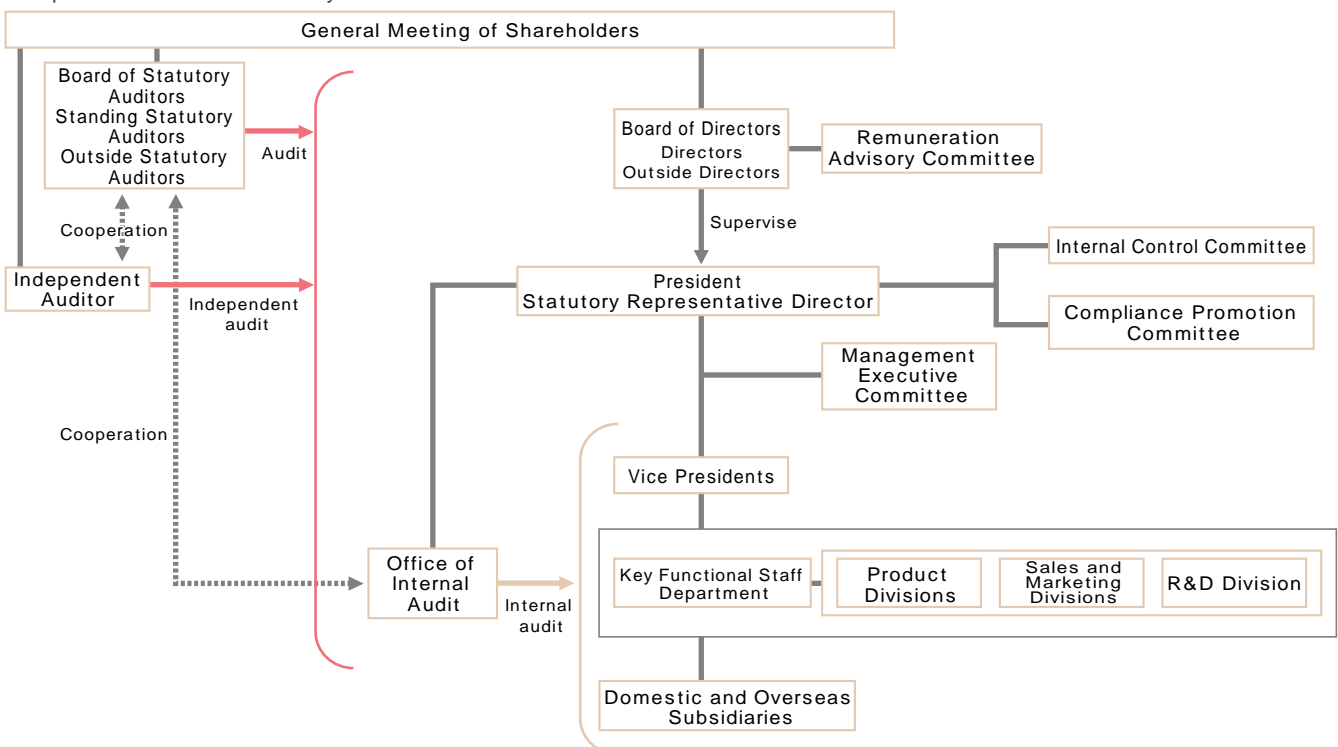 General Meeting of Shareholders
Board of Statutory
Auditors
Standing Statutory
Auditors
Outside Statutory
Auditors
Audit
Board of Directors
Directors
Outside Directors
Remuneration
Advisory Committee
Cooperation
Supervise
Internal Control Committee
Independent
Auditor
Independent
audit
President
Statutory Representative Director
Compliance Promotion
Committee
Management
Executive
Committee
Cooperation
Vice Presidents
Office of
Internal
Audit
Internal
audit
Key Functional Staff
Department
Product
Divisions
Sales and
Marketing
Divisions
R&D Division
Domestic and Overseas
Subsidiaries